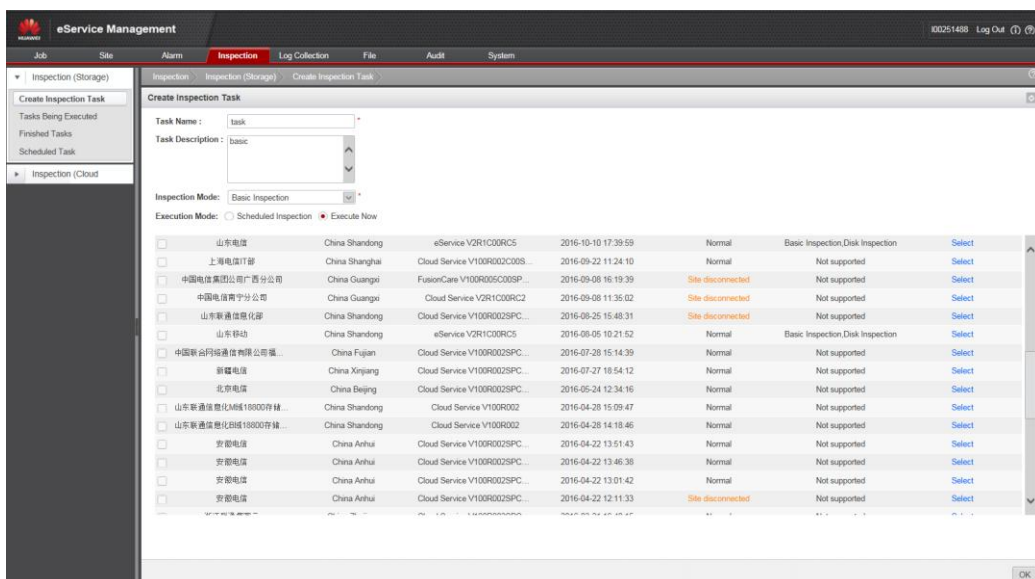 HUAWEI
eService Management
l00251488 Log Out
Job Site Alarm Inspection Log Collection File Audit System
Inspection (Storage)
Create Inspection Task
Tasks Being Executed
Finished Tasks
Scheduled Task
Inspection (Cloud
Inspection Inspection (Storage) Create Inspection Task
Create Inspection Task
Task Name : task *
Task Description : basic
Inspection Mode: Basic Inspection *
Execution Mode: Scheduled Inspection Execute Now
山东电信 China Shandong eService V2R1C00RC5 2016-10-10 17:39:59 Normal Basic Inspection,Disk Inspection Select
上海电信IT部 China Shanghai Cloud Service V100R002C00S... 2016-09-22 11:24:10 Normal Not supported Select
中国电信集团公司广西分公司 China Guangxi FusionCare V100R005C00SP... 2016-09-08 16:19:39 Site disconnected Not supported Select
中国电信南宁分公司 China Guangxi Cloud Service V2R1C00RC2 2016-09-08 11:35:02 Site disconnected Not supported Select
山东联通信息化部 China Shandong Cloud Service V100R002SPC... 2016-08-25 15:48:31 Site disconnected Not supported Select
山东移动 China Shandong eService V2R1C00RC5 2016-08-05 10:21:52 Normal Basic Inspection,Disk Inspection Select
中国联合网络通信有限公司福... China Fujian Cloud Service V100R002SPC... 2016-07-28 15:14:39 Normal Not supported Select
新疆电信 China Xinjiang Cloud Service V100R002SPC... 2016-07-27 18:54:12 Normal Not supported Select
北京电信 China Beijing Cloud Service V100R002SPC... 2016-05-24 12:34:16 Normal Not supported Select
山东联通信息化M域18800存储... China Shandong Cloud Service V100R002 2016-04-28 15:09:47 Normal Not supported Select
山东联通信息化B域18800存储... China Shandong Cloud Service V100R002 2016-04-28 14:18:46 Normal Not supported Select
安徽电信 China Anhui Cloud Service V100R002SPC... 2016-04-22 13:51:43 Normal Not supported Select
安徽电信 China Anhui Cloud Service V100R002SPC... 2016-04-22 13:46:38 Normal Not supported Select
安徽电信 China Anhui Cloud Service V100R002SPC... 2016-04-22 13:01:42 Normal Not supported Select
安徽电信 China Anhui Cloud Service V100R002SPC... 2016-04-22 12:11:33 Site disconnected Not supported Select
OK